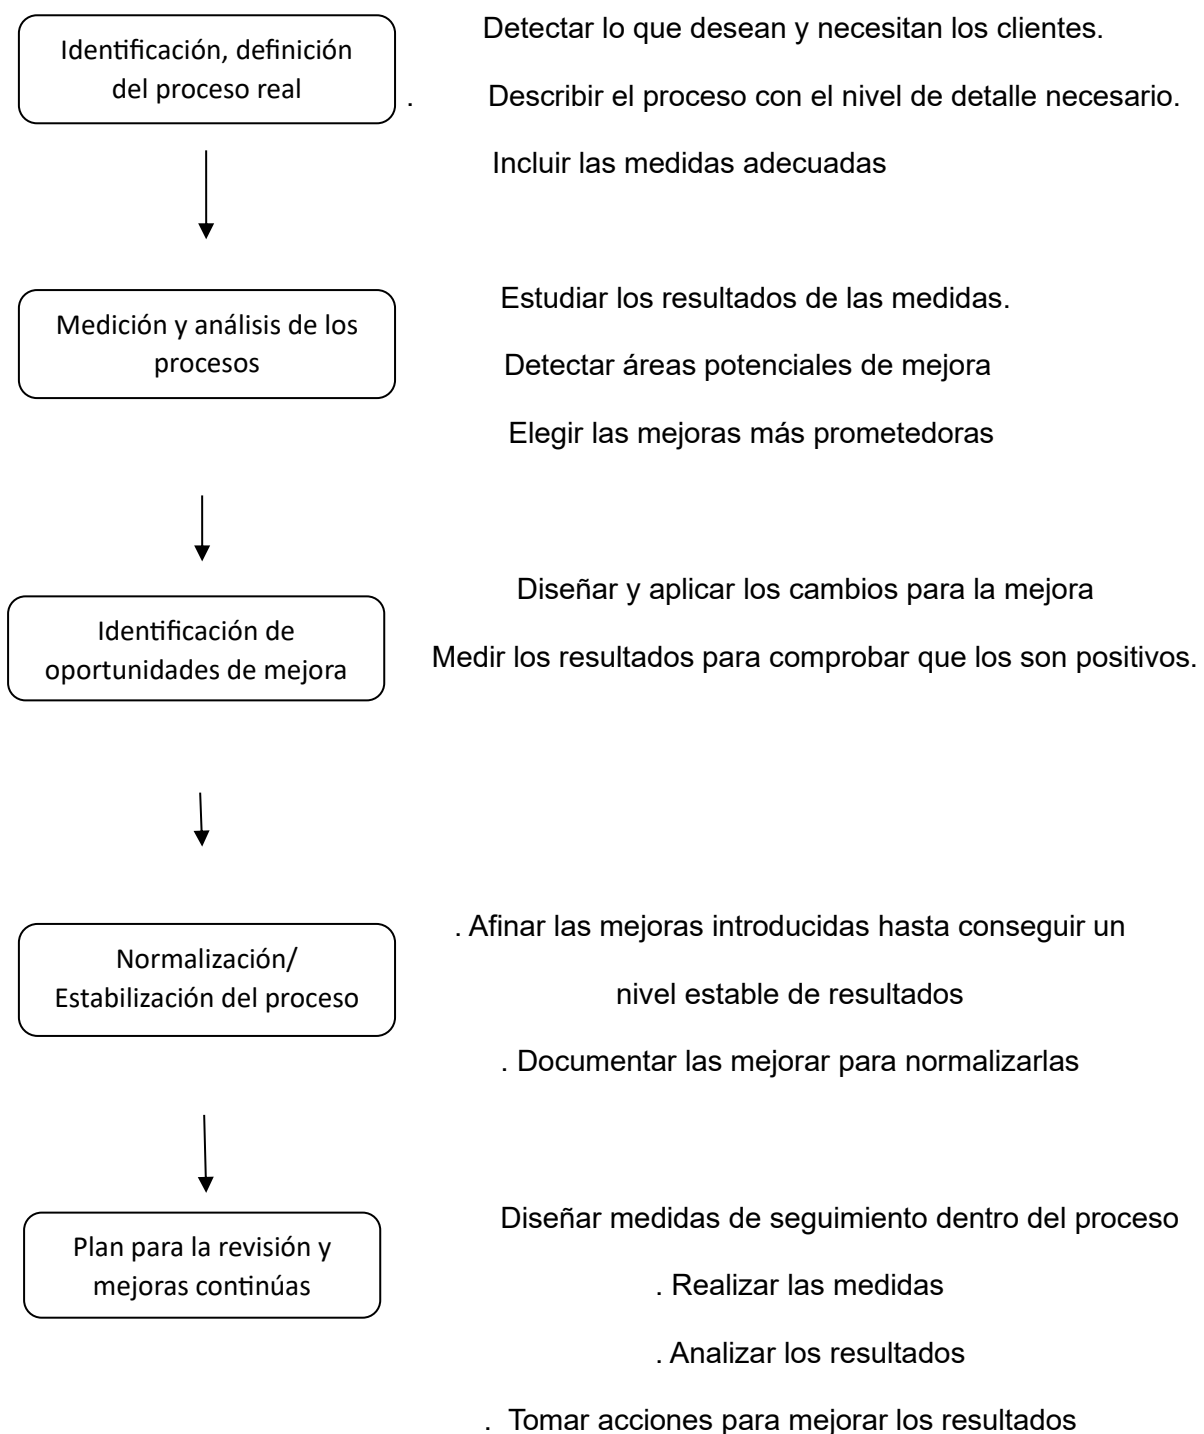 Identificación, definición
del proceso real
Detectar lo que desean y necesitan los clientes.
. Describir el proceso con el nivel de detalle necesario.
Incluir las medidas adecuadas
Medición y análisis de los
procesos
Estudiar los resultados de las medidas.
Detectar áreas potenciales de mejora
Elegir las mejoras más prometedoras
Identificación de
oportunidades de mejora
Diseñar y aplicar los cambios para la mejora
Medir los resultados para comprobar que los son positivos.
Normalización/
Estabilización del proceso
. Afinar las mejoras introducidas hasta conseguir un
nivel estable de resultados
. Documentar las mejorar para normalizarlas
Plan para la revisión y
mejoras continúas
Diseñar medidas de seguimiento dentro del proceso
. Realizar las medidas
. Analizar los resultados
. Tomar acciones para mejorar los resultados